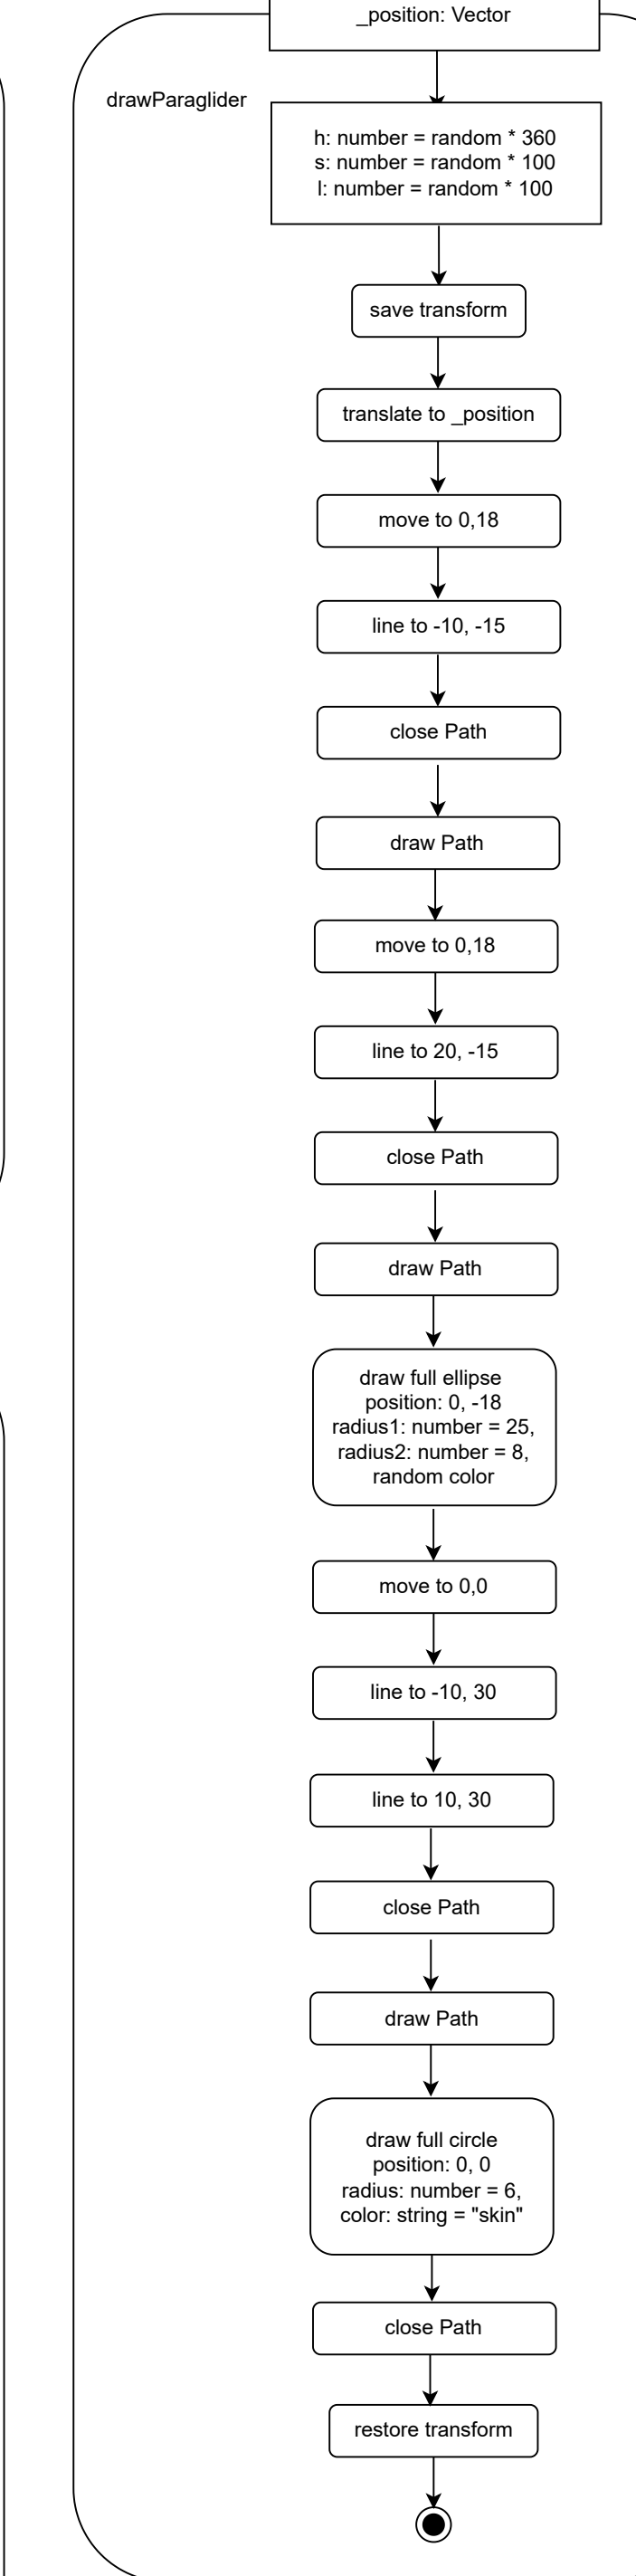 _position: Vector
drawParaglider
h: number = random * 360
s: number = random * 100
l: number = random * 100
save transform
translate to _position
move to 0,18
line to -10, -15
close Path
draw Path
move to 0,18
line to 20, -15
close Path
draw Path
draw full ellipse
position: 0, -18
radius1: number = 25,
radius2: number = 8,
random color
move to 0,0
line to -10, 30
line to 10, 30
close Path
draw Path
draw full circle
position: 0, 0
radius: number = 6,
color: string = "skin"
close Path
restore transform